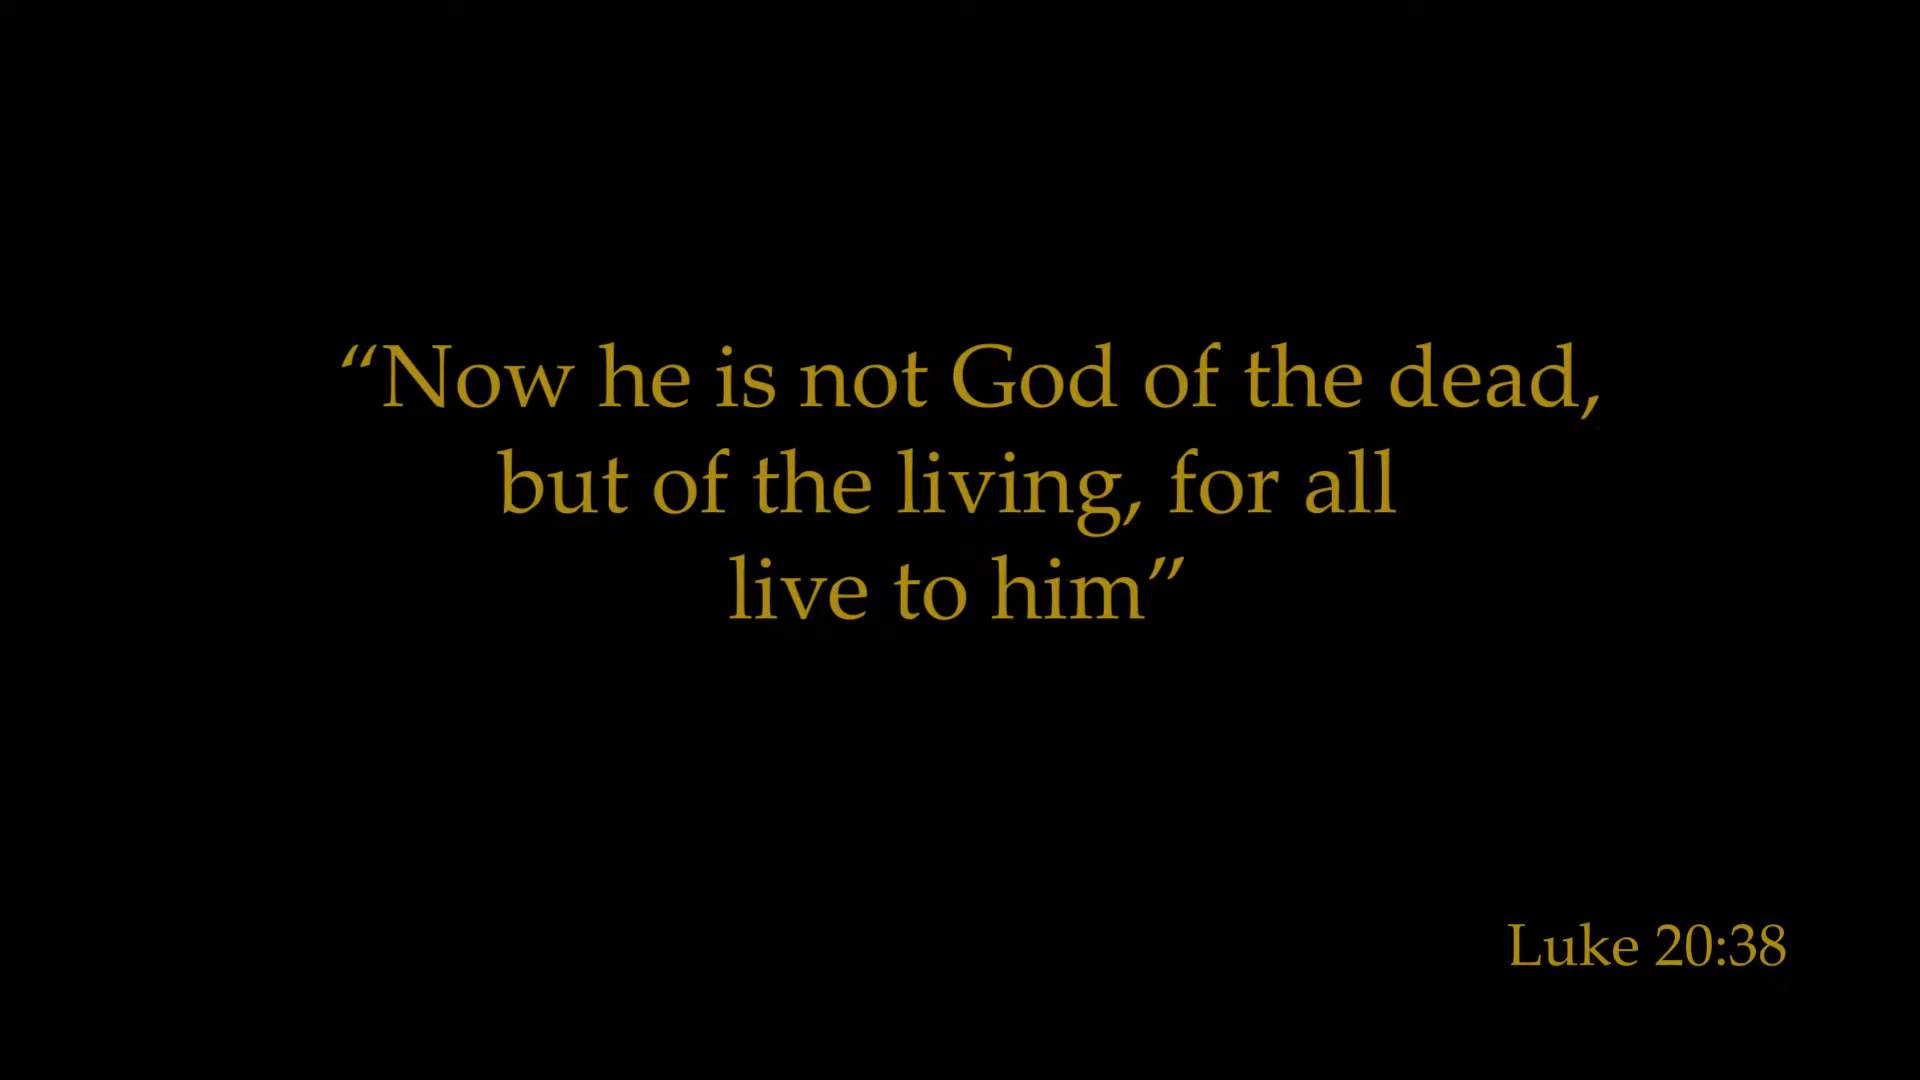 “Now he is not God of the dead,
but of the living, for all
live to him”
Luke 20:38